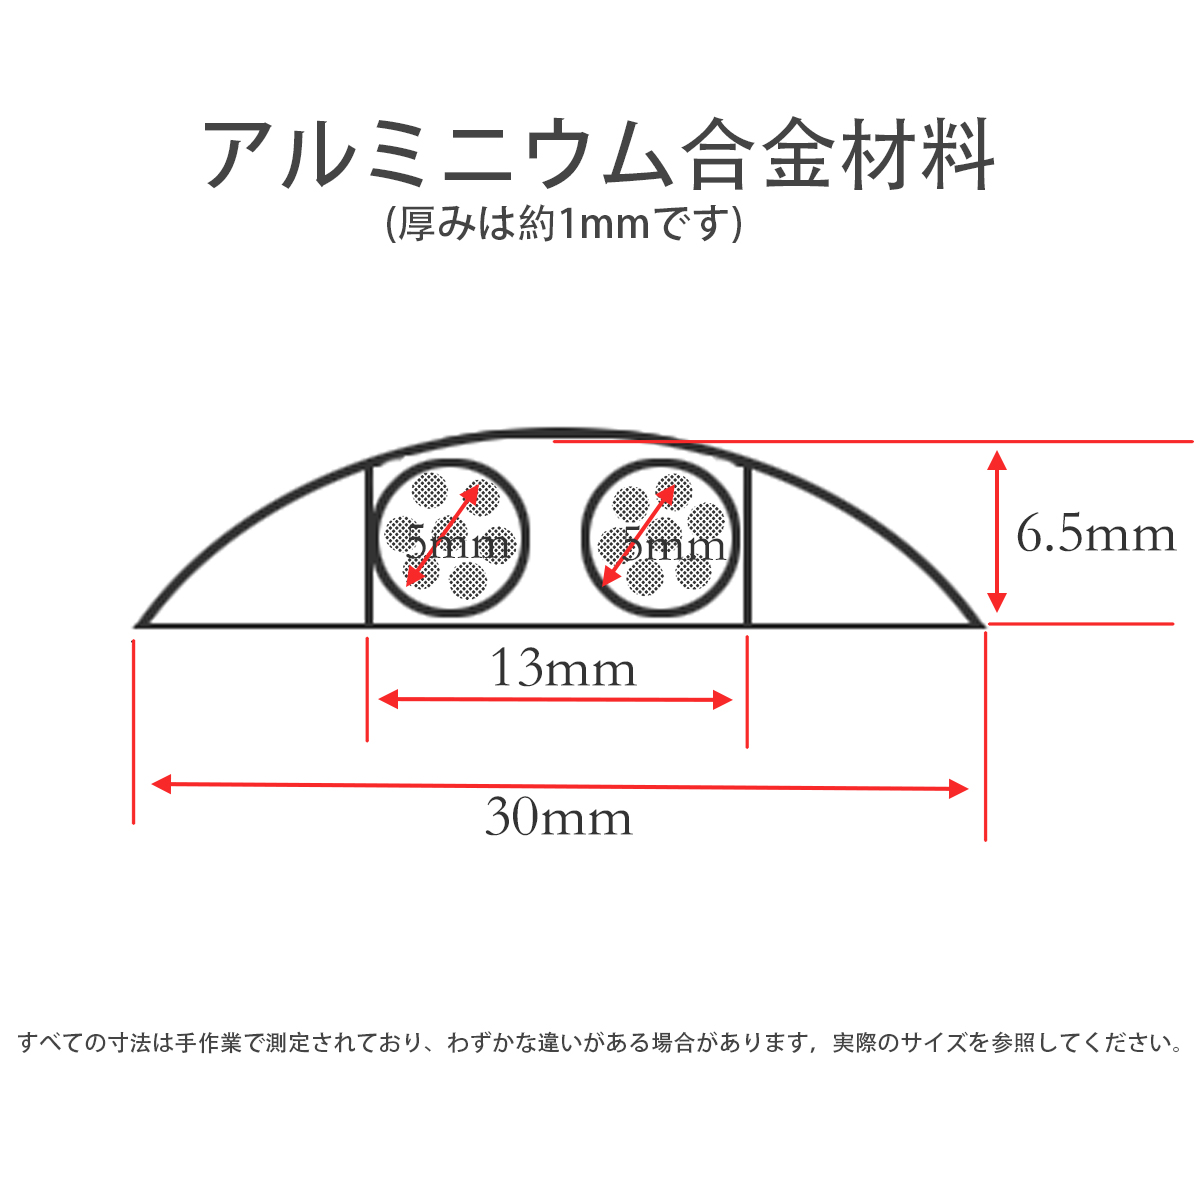 アルミニウム合金材料
(厚みは約1mmです)
5mm 5mm
6.5mm
13mm
30mm
すべての寸法は手作業で測定されており、わずかな違いがある場合があります，実際のサイズを参照してください。